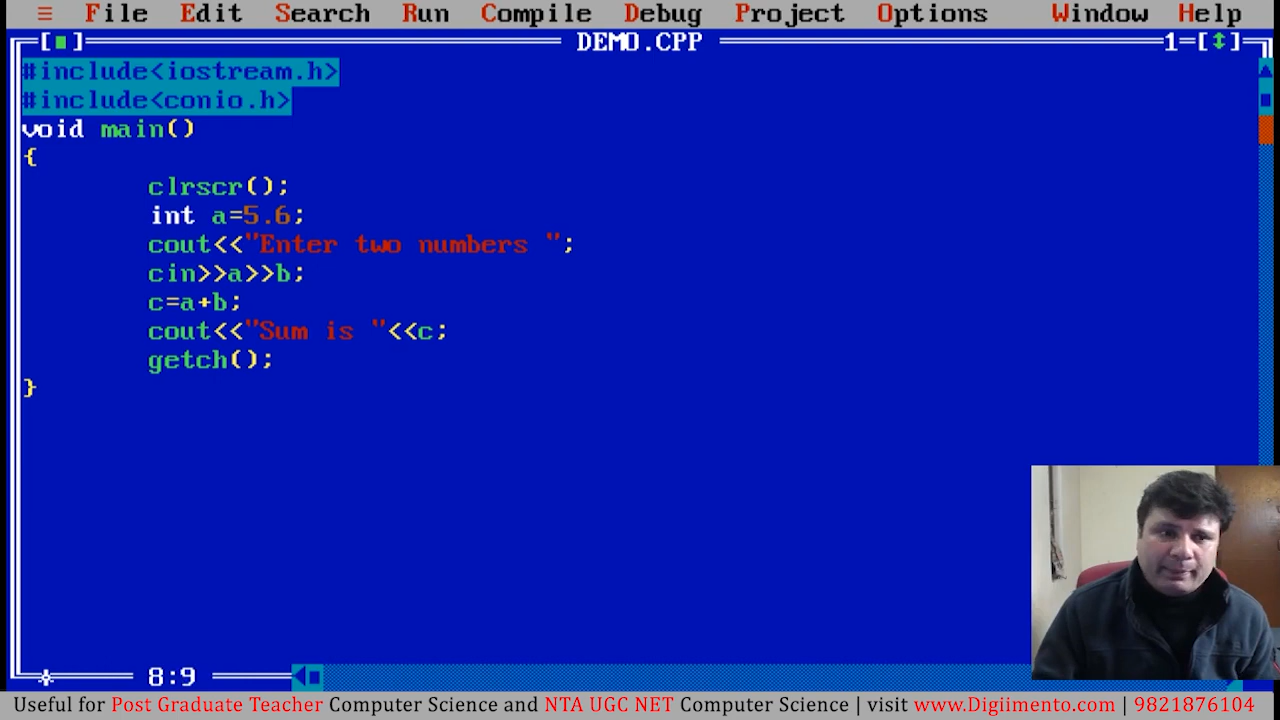 ≡ File Edit Search Run Compile Debug Project Options Window Help
[■] DEMO.CPP 1=[↕]
#include<iostream.h>
#include<conio.h>
void main()
{
clrscr();
int a=5.6;
cout<<"Enter two numbers ";
cin>>a>>b;
c=a+b;
cout<<"Sum is "<<c;
getch();
}
8:9
Useful for Post Graduate Teacher Computer Science and NTA UGC NET Computer Science | visit www.Digiimento.com | 9821876104